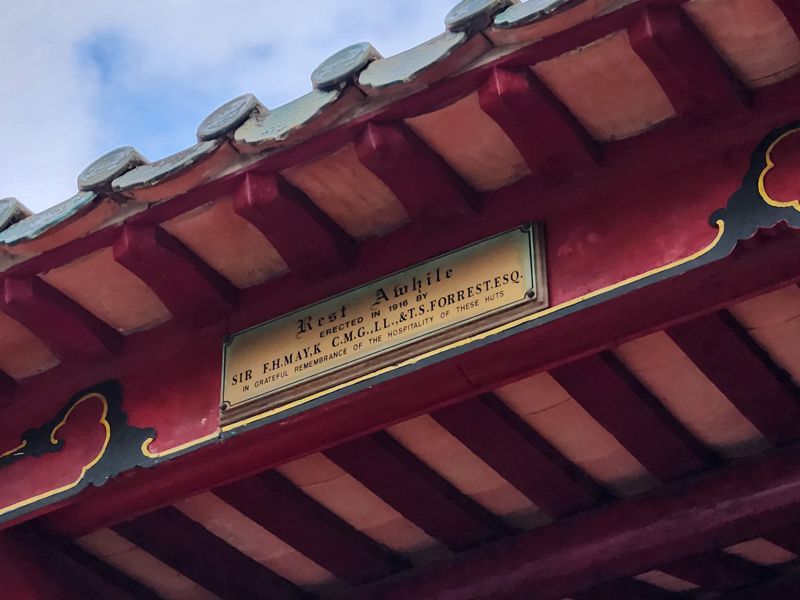 Rest Awhile
ERECTED IN 1916 BY
SIR F.H.MAY,K C.M.G.,LL.,&T.S.FORREST.ESQ.
IN GRATEFUL REMEMBRANCE OF THE HOSPITALITY OF THESE HUTS